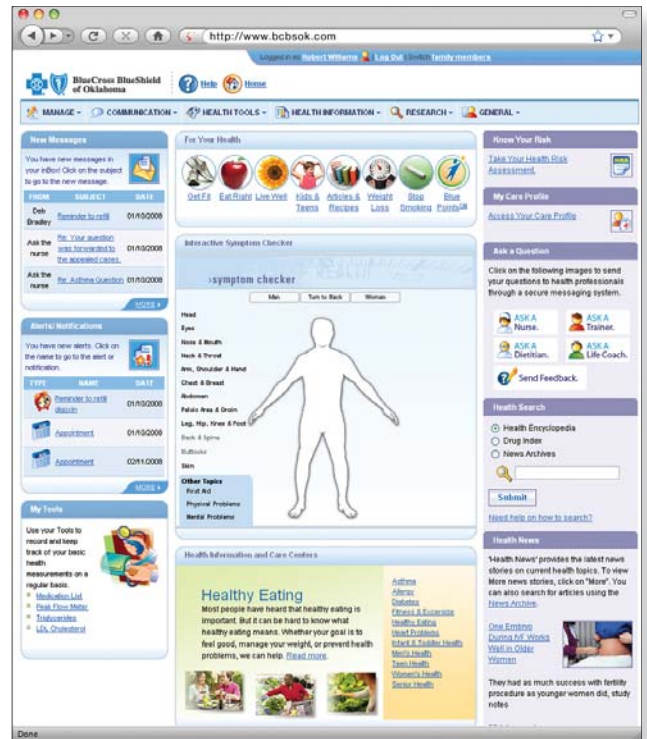 http://www.bcbsok.com
Logged in as: Robert Williams Log Out | Switch family members
BlueCross BlueShield
of Oklahoma
Help
Home
MANAGE
COMMUNICATION
HEALTH TOOLS
HEALTH INFORMATION
RESEARCH
GENERAL
New Messages
You have new messages in
your inBox! Click on the subject
to go to the new message.
FROM SUBJECT DATE
Deb
Bradley
Reminder to refill
01/10/2008
Ask the
nurse
Re: Your question
was forwarded to
the appealed cases.
01/10/2008
Ask the
nurse
Re: Asthma Question
01/10/2008
MORE
Alerts/Notifications
You have new alerts. Click on
the name to go to the alert or
notification.
TYPE NAME DATE
Reminder to refill
01/10/2008
Appointment
01/10/2008
Appointment
02/11/2008
MORE
My Tools
Use your Tools to
record and keep
track of your basic
health
measurements on a
regular basis.
Medication List
Peak Flow Meter
Triglycerides
LDL Cholesterol
For Your Health
Get Fit
Eat Right
Live Well
Kids &
Teens
Articles &
Recipes
Weight
Loss
Stop
Smoking
Blue
Points
Interactive Symptom Checker
›symptom checker
Man
Turn to Back
Woman
Head
Eyes
Nose & Mouth
Neck & Throat
Arm, Shoulder & Hand
Chest & Breast
Abdomen
Pelvis Area & Groin
Leg, Hip, Knee & Foot
Back & Spine
Buttocks
Skin
Other Topics
First Aid
Physical Problems
Mental Problems
Health Information and Care Centers
Healthy Eating
Most people have heard that healthy eating is
important. But it can be hard to know what
healthy eating means. Whether your goal is to
feel good, manage your weight, or prevent health
problems, we can help. Read more.
Asthma
Allergy
Diabetes
Fitness & Excersize
Healthy Eating
Heart Problems
Infant & Toddler Health
Men's Health
Teen Health
Women's Health
Senior Health
Know Your Risk
Take Your Health Risk
Assessment.
My Care Profile
Access Your Care Profile
Ask a Question
Click on the following images to send
your questions to health professionals
through a secure messaging system.
ASK A
Nurse.
ASK A
Trainer.
ASK A
Dietitian.
ASK A
Life Coach.
Send Feedback.
Health Search
Health Encyclopedia
Drug Index
News Archives
Submit
Need help on how to search?
Health News
'Health News' provides the latest news
stories on current health topics. To view
More news stories, click on "More". You
can also search for articles using the
News Archive.
One Embryo
During IVF Works
Well in Older
Women
They had as much success with fertility
procedure as younger women did, study
notes
Done